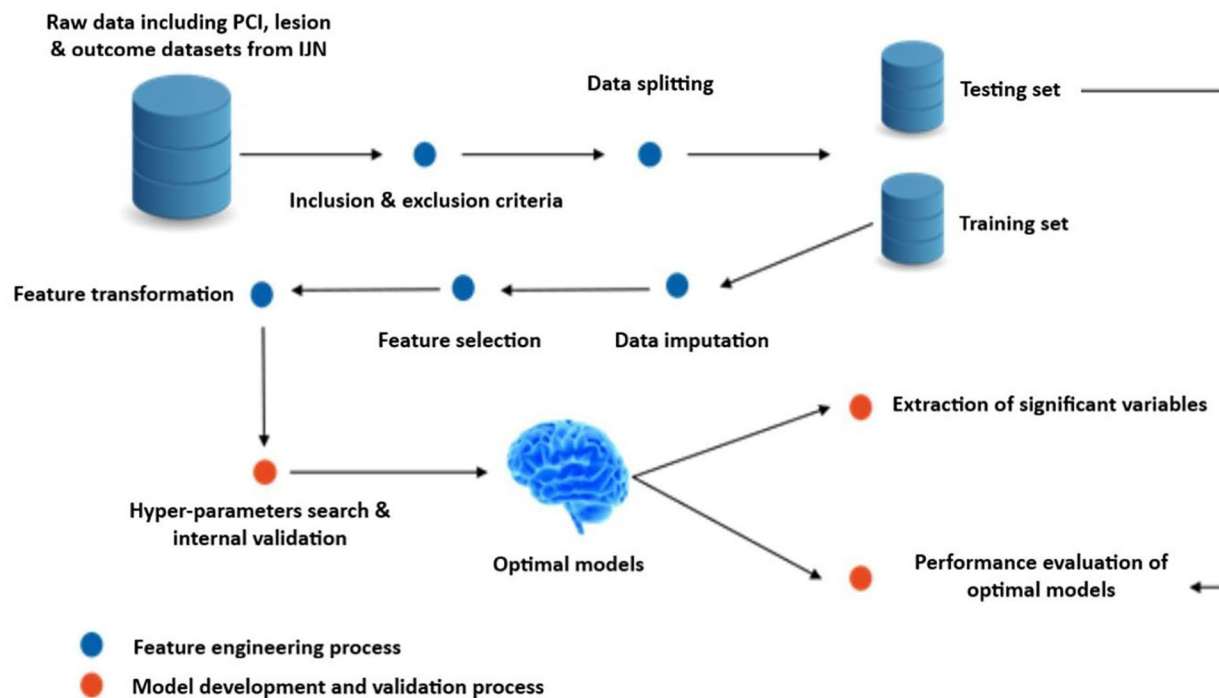 Raw data including PCI, lesion
& outcome datasets from IJN
Data splitting
Testing set
Inclusion & exclusion criteria
Training set
Feature transformation
Feature selection
Data imputation
Extraction of significant variables
Hyper-parameters search &
internal validation
Optimal models
Performance evaluation of
optimal models
Feature engineering process
Model development and validation process